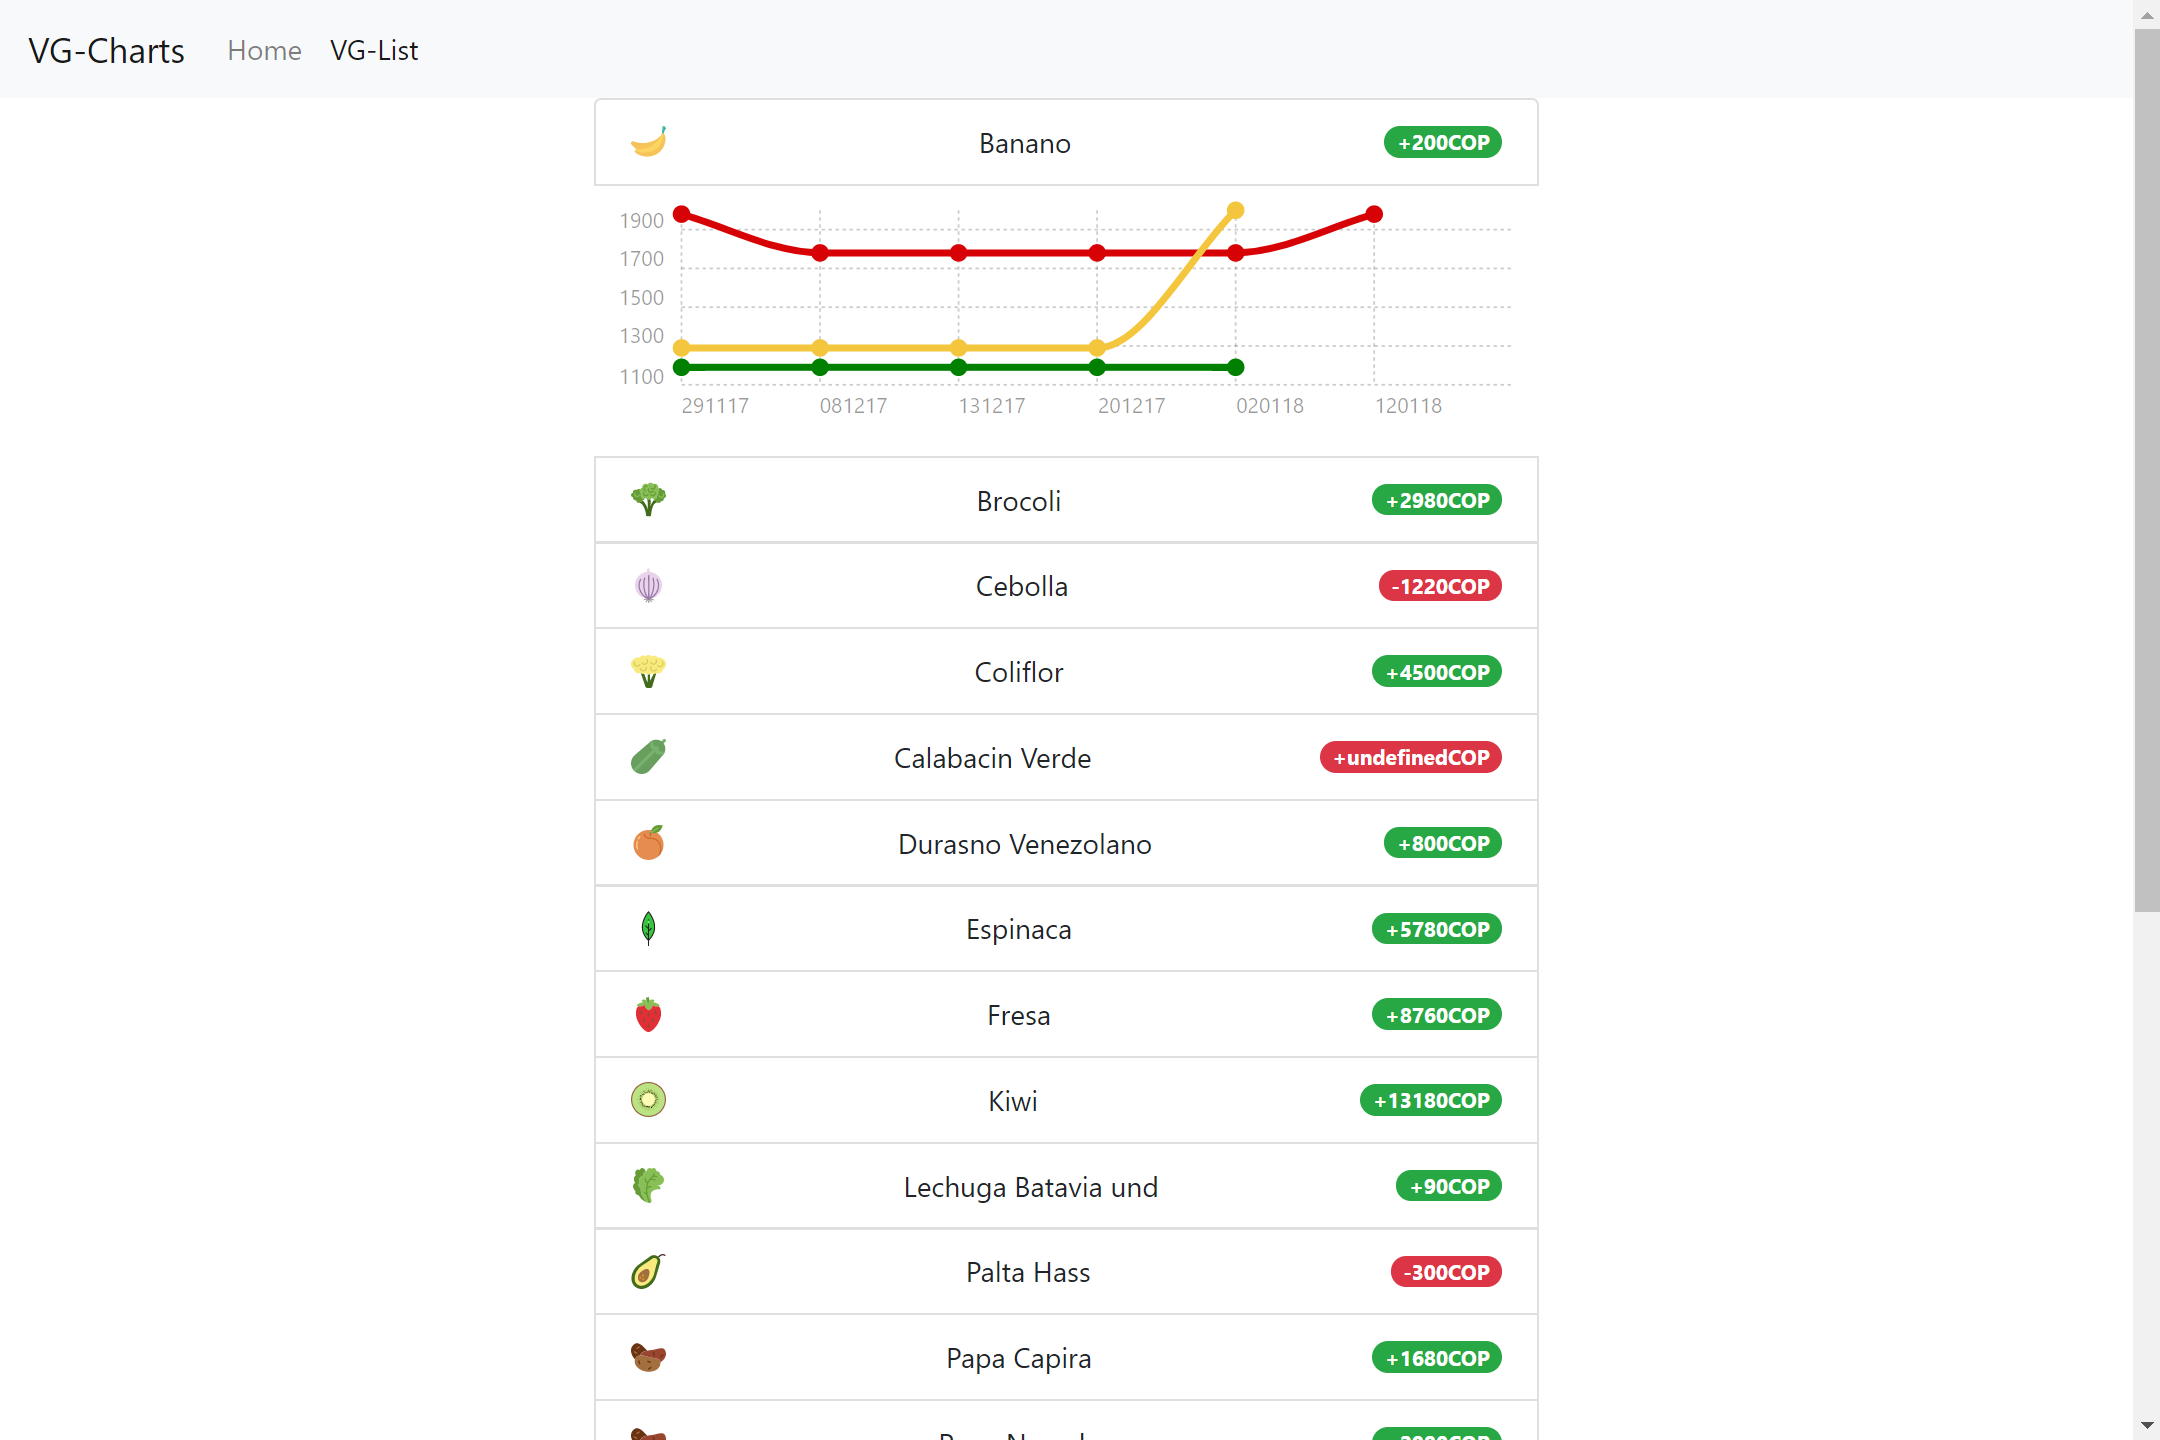 VG-Charts Home VG-List
Banano +200COP
1900
1700
1500
1300
1100
291117 081217 131217 201217 020118 120118
Brocoli +2980COP
Cebolla -1220COP
Coliflor +4500COP
Calabacin Verde +undefinedCOP
Durasno Venezolano +800COP
Espinaca +5780COP
Fresa +8760COP
Kiwi +13180COP
Lechuga Batavia und +90COP
Palta Hass -300COP
Papa Capira +1680COP